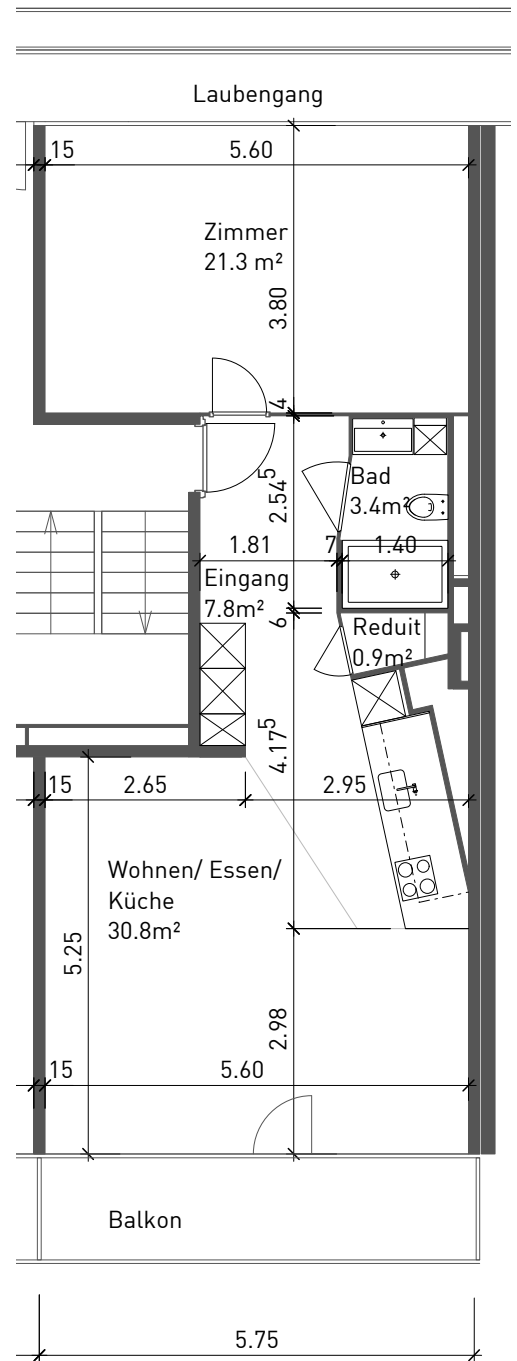 Laubengang
15 5.60
Zimmer
21.3 m²
3.80
4
2.54⁵
Bad
3.4m²
1.81 7 1.40
Eingang
7.8m²
6
Reduit
0.9m²
4.17⁵
15 2.65 2.95
Wohnen/ Essen/
Küche
30.8m²
5.25
2.98
15 5.60
Balkon
5.75